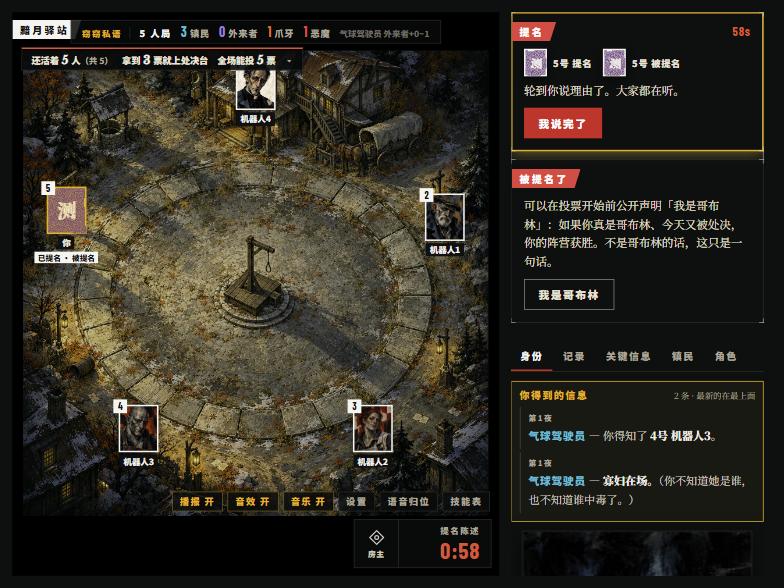 黯月驿站
窃窃私语
5 人局 3镇民 0外来者 1爪牙 1恶魔 气球驾驶员 外来者+0~1
还活着 5 人 (共 5) 拿到 3 票就上处决台 全场能投 5 票
机器人4
5
测
你
已提名 · 被提名
2
机器人1
4
机器人3
3
机器人2
播报 开
音效 开
音乐 开
设置
语音归位
技能表
房主
提名陈述
0:58
提名
58s
测
5号 提名
测
5号 被提名
轮到你说理由了。大家都在听。
我说完了
被提名了
可以在投票开始前公开声明「我是哥布
林」：如果你真是哥布林、今天又被处决，
你的阵营获胜。不是哥布林的话，这只是一
句话。
我是哥布林
身份
记录
关键信息
镇民
角色
你得到的信息
2 条 · 最新的在最上面
第1夜
气球驾驶员 — 你得知了 4号 机器人3。
第1夜
气球驾驶员 — 寡妇在场。（你不知道她是谁，
也不知道谁中毒了。）